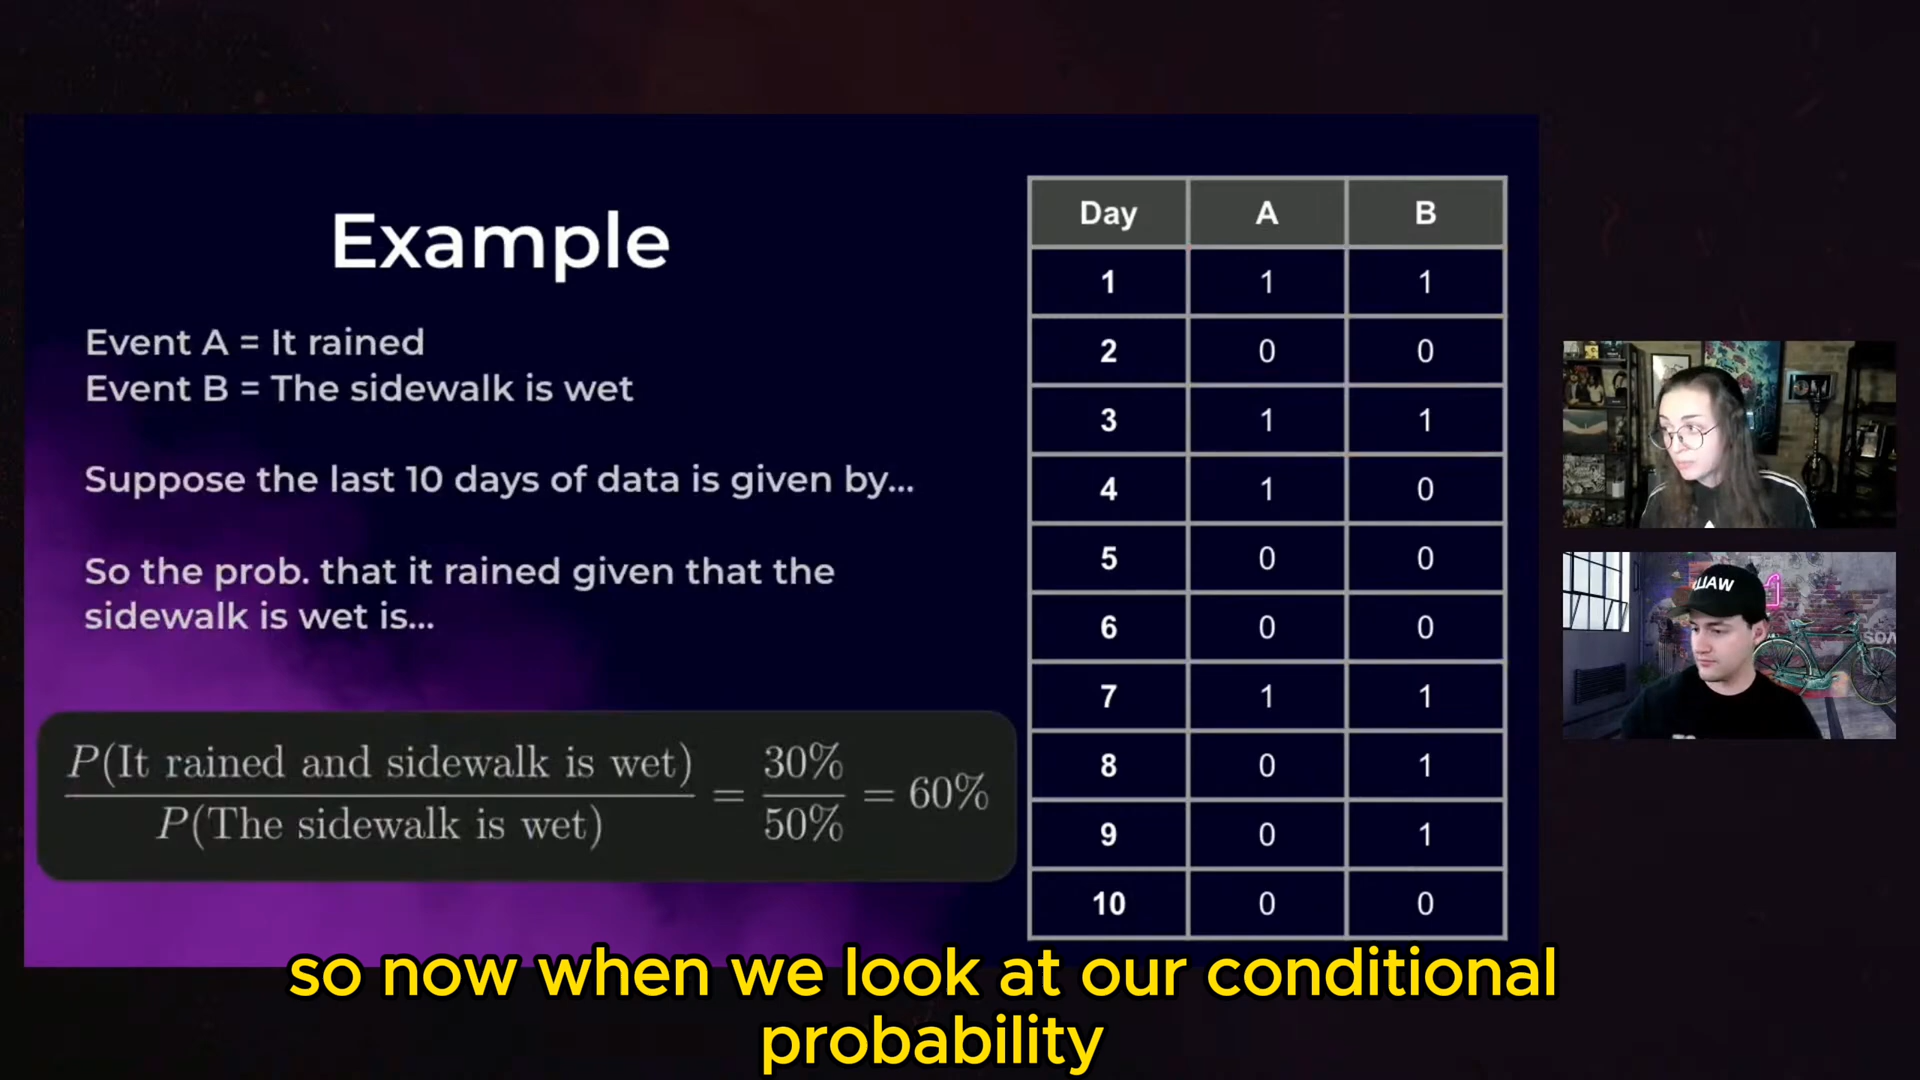 Example
Event A = It rained
Event B = The sidewalk is wet
Suppose the last 10 days of data is given by...
So the prob. that it rained given that the
sidewalk is wet is...
P(It rained and sidewalk is wet)
P(The sidewalk is wet)
= 30% / 50% = 60%
Day A B
1 1 1
2 0 0
3 1 1
4 1 0
5 0 0
6 0 0
7 1 1
8 0 1
9 0 1
10 0 0
so now when we look at our conditional
probability